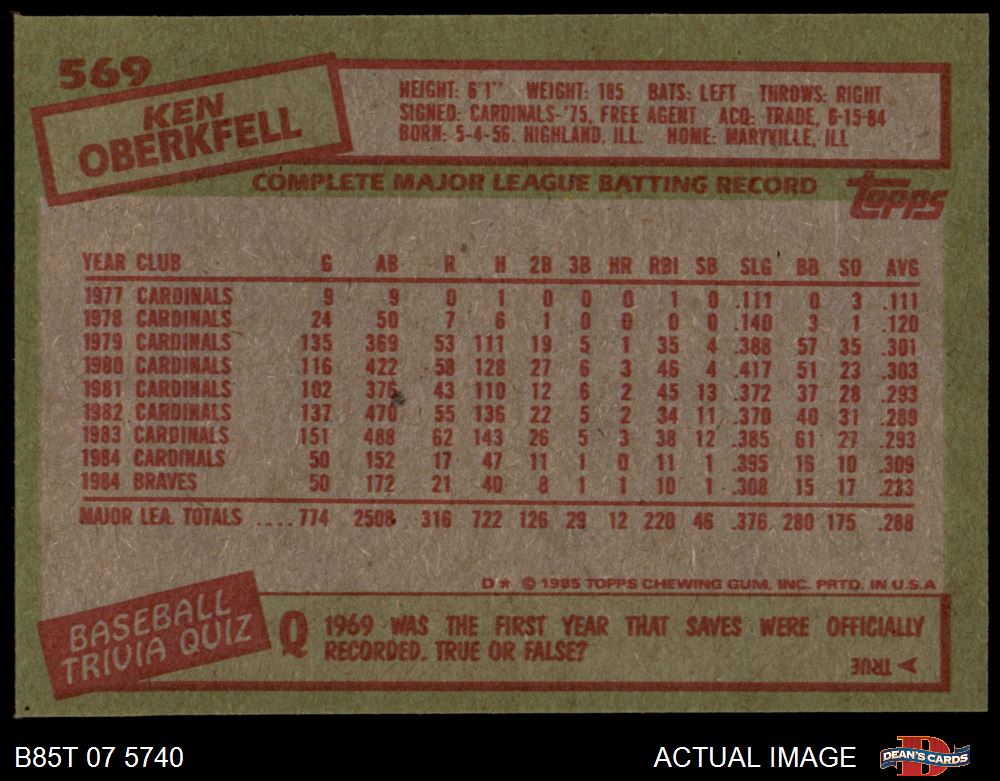 569
KEN
OBERKFELL
HEIGHT: 6'1" WEIGHT: 185 BATS: LEFT THROWS: RIGHT
SIGNED: CARDINALS-'75, FREE AGENT ACQ: TRADE, 6-15-84
BORN: 5-4-56. HIGHLAND, ILL. HOME: MARYVILLE, ILL
COMPLETE MAJOR LEAGUE BATTING RECORD
TOPPS
YEAR CLUB G AB R H 2B 3B HR RBI SB SLG BB SO AVG
1977 CARDINALS 9 9 0 1 0 0 0 1 0 .111 0 3 .111
1978 CARDINALS 24 50 7 6 1 0 0 0 0 .140 3 1 .120
1979 CARDINALS 135 369 53 111 19 5 1 35 4 .388 57 35 .301
1980 CARDINALS 116 422 58 128 27 6 3 46 4 .417 51 23 .303
1981 CARDINALS 102 376 43 110 12 6 2 45 13 .372 37 28 .293
1982 CARDINALS 137 470 55 136 22 5 2 34 11 .370 40 31 .289
1983 CARDINALS 151 488 62 143 26 5 3 38 12 .385 61 27 .293
1984 CARDINALS 50 152 17 47 11 1 0 11 1 .395 16 10 .309
1984 BRAVES 50 172 21 40 8 1 1 10 1 .308 15 17 .233
MAJOR LEA. TOTALS .... 774 2508 316 722 126 29 12 220 46 .376 280 175 .288
D* © 1985 TOPPS CHEWING GUM, INC. PRTD. IN U.S.A
BASEBALL
TRIVIA QUIZ
Q 1969 WAS THE FIRST YEAR THAT SAVES WERE OFFICIALLY
RECORDED. TRUE OR FALSE?
A TRUE
B85T 07 5740
ACTUAL IMAGE
DEAN'S CARDS